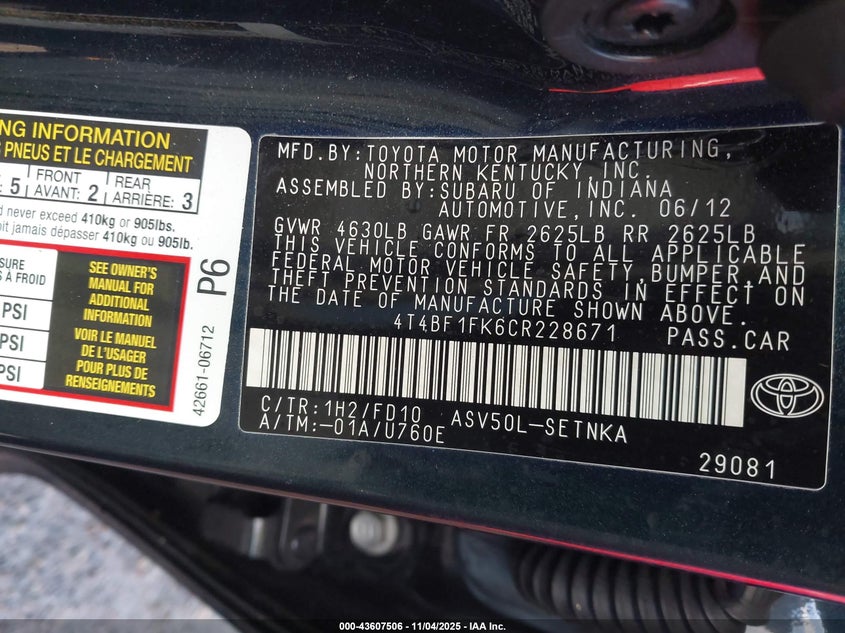 NG INFORMATION
PNEUS ET LE CHARGEMENT
5 FRONT AVANT: 2 REAR ARRIÈRE: 3
never exceed 410kg or 905lbs.
jamais dépasser 410kg ou 905lb.
À FROID
PSI
PSI
PSI
SEE OWNER'S
MANUAL FOR
ADDITIONAL
INFORMATION
VOIR LE MANUEL
DE L'USAGER
POUR PLUS DE
RENSEIGNEMENTS
42661-06712 P6
MFD.BY:TOYOTA MOTOR MANUFACTURING,
NORTHERN KENTUCKY, INC.
ASSEMBLED BY:SUBARU OF INDIANA
AUTOMOTIVE,INC. 06/12
GVWR 4630LB GAWR FR 2625LB RR 2625LB
THIS VEHICLE CONFORMS TO ALL APPLICABLE
FEDERAL MOTOR VEHICLE SAFETY,BUMPER,AND
THEFT PREVENTION STANDARDS IN EFFECT ON
THE DATE OF MANUFACTURE SHOWN ABOVE.
4T4BF1FK6CR228671 PASS.CAR
C/TR:1H2/FD10 ASV50L-SETNKA
A/TM:-01A/U760E
29081
TOYOTA
000-43607506 - 11/04/2025 - IAA Inc.